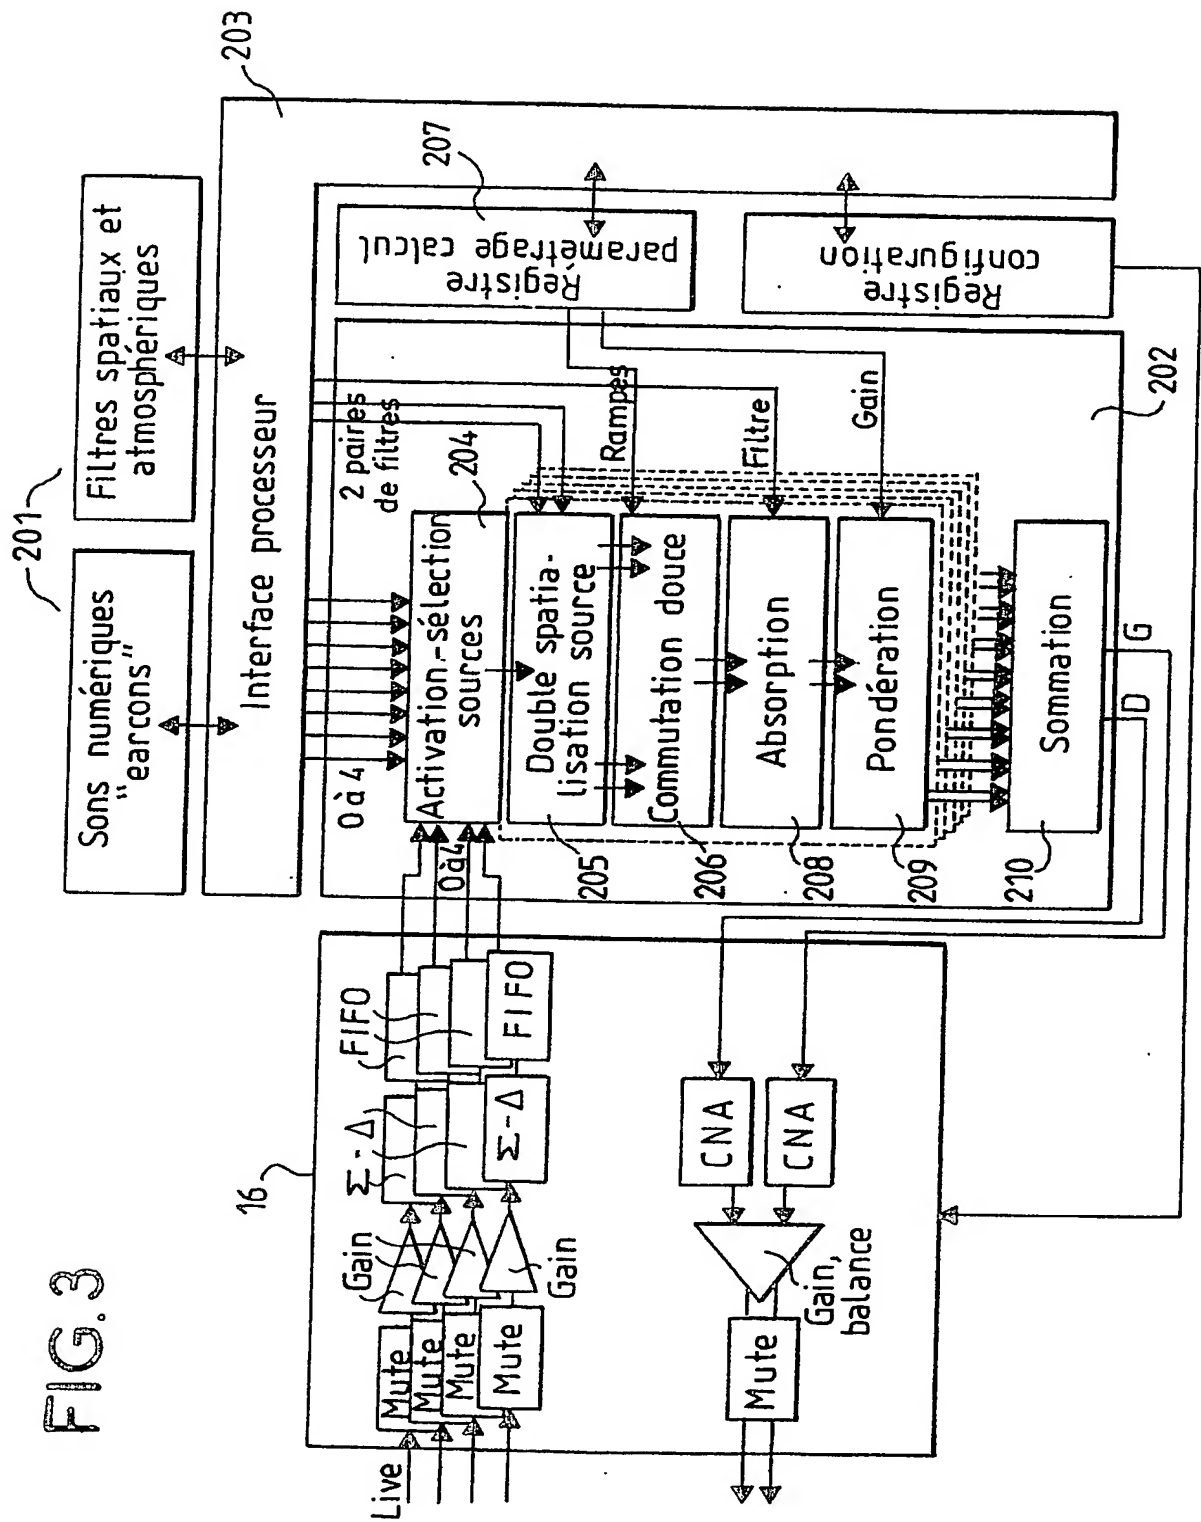 FIG.3
201
Sons numériques
"earcons"
Filtres spatiaux et
atmosphériques
203
Interface processeur
207
Registre
paramétrage calcul
Registre
configuration
202
2 paires
de filtres
204
0 à 4
0 à 4
Activation-sélection
sources
Double spatia-
lisation source
205
Rampes
Commutation douce
206
Filtre
Absorption
208
Gain
Pondération
209
Sommation
210
D
G
16
Live
Mute
Mute
Mute
Mute
Gain
Gain
Σ-Δ
Σ-Δ
FIFO
FIFO
CNA
CNA
Gain,
balance
Mute